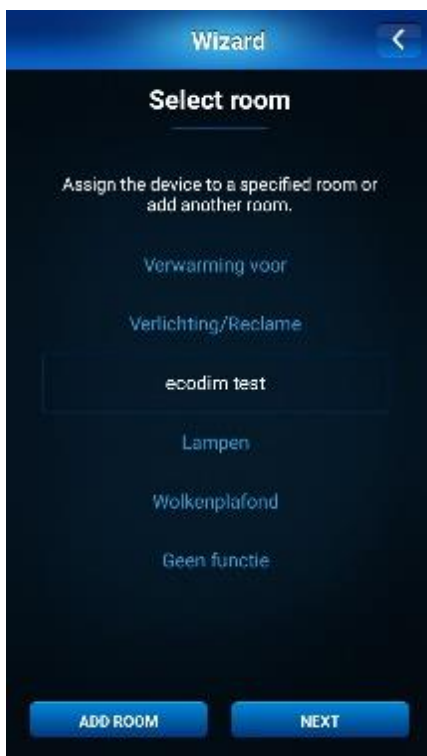 Wizard
Select room
Assign the device to a specified room or
add another room.
Verwarming voor
Verlichting/Reclame
ecodim test
Lampen
Wolkenplafond
Geen functie
ADD ROOM
NEXT